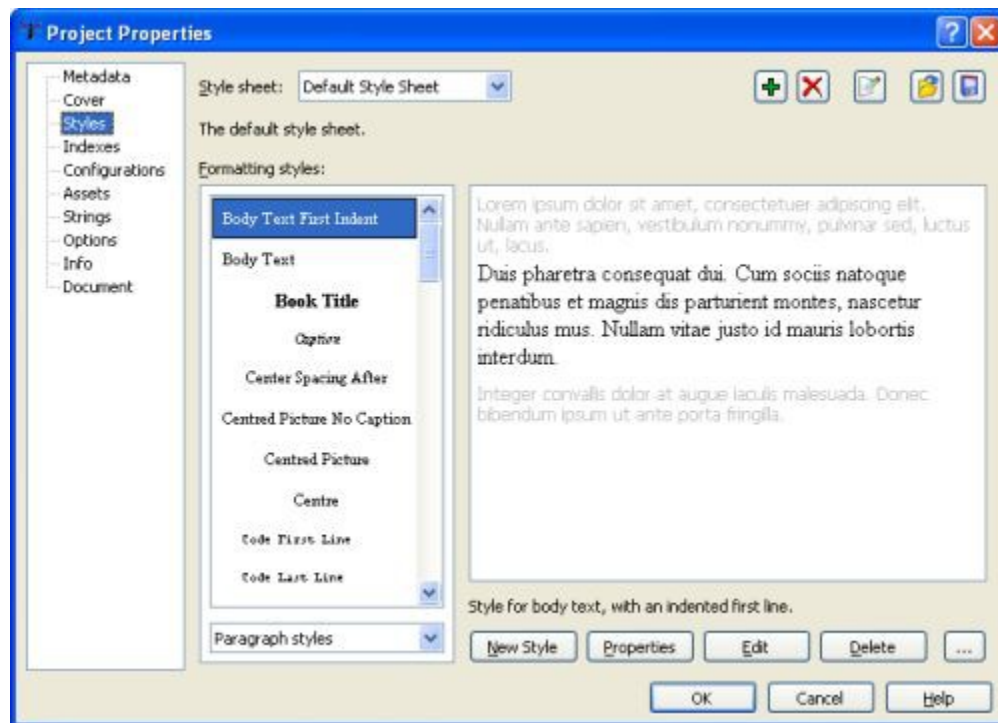 Project Properties
Metadata
Cover
Styles
Indexes
Configurations
Assets
Strings
Options
Info
Document
Style sheet: Default Style Sheet
The default style sheet.
Formatting styles:
Body Text First Indent
Body Text
Book Title
Caption
Center Spacing After
Centred Picture No Caption
Centred Picture
Centre
Code First Line
Code Last Line
Paragraph styles
Lorem ipsum dolor sit amet, consectetuer adipiscing elit.
Nullam ante sapien, vestibulum nonummy, pulvinar sed, luctus
ut, lacus.
Duis pharetra consequat dui. Cum sociis natoque
penatibus et magnis dis parturient montes, nascetur
ridiculus mus. Nullam vitae justo id mauris lobortis
interdum.
Integer convallis dolor at augue iaculis malesuada. Donec
bibendum ipsum ut ante porta fringilla.
Style for body text, with an indented first line.
New Style Properties Edit Delete ...
OK Cancel Help